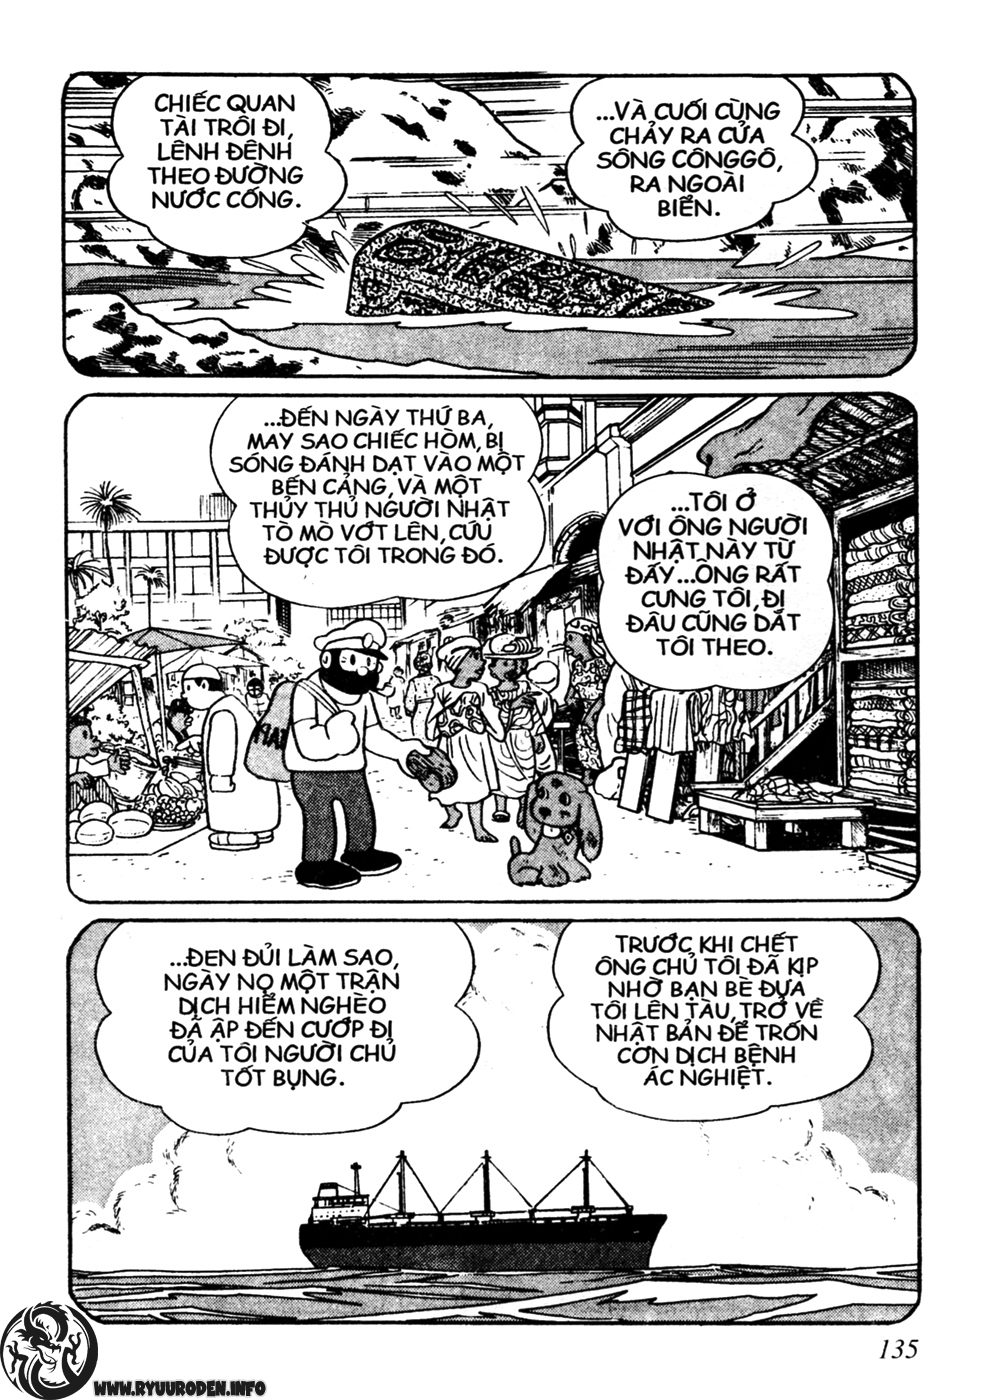 CHIẾC QUAN
TÀI TRÔI ĐI,
LÊNH ĐÊNH
THEO ĐƯỜNG
NƯỚC CỐNG.
...VÀ CUỐI CÙNG
CHẢY RA CỬA
SÔNG CÔNGGÔ,
RA NGOÀI
BIỂN.
...ĐẾN NGÀY THỨ BA,
MAY SAO CHIẾC HÒM, BỊ
SÓNG ĐÁNH DẠT VÀO MỘT
BẾN CẢNG, VÀ MỘT
THỦY THỦ NGƯỜI NHẬT
TÒ MÒ VỚT LÊN, CỨU
ĐƯỢC TÔI TRONG ĐÓ.
...TÔI Ở
VỚI ÔNG NGƯỜI
NHẬT NÀY TỪ
ĐẤY...ÔNG RẤT
CƯNG TÔI, ĐI
ĐÂU CŨNG DẮT
TÔI THEO.
...ĐEN ĐỦI LÀM SAO,
NGÀY NỌ MỘT TRẬN
DỊCH HIỂM NGHÈO
ĐÃ ẬP ĐẾN CƯỚP ĐI
CỦA TÔI NGƯỜI CHỦ
TỐT BỤNG.
TRƯỚC KHI CHẾT
ÔNG CHỦ TÔI ĐÃ KỊP
NHỜ BẠN BÈ ĐƯA
TÔI LÊN TÀU, TRỞ VỀ
NHẬT BẢN ĐỂ TRỐN
CƠN DỊCH BỆNH
ÁC NGHIỆT.
135
WWW.RYUURODEN.INFO